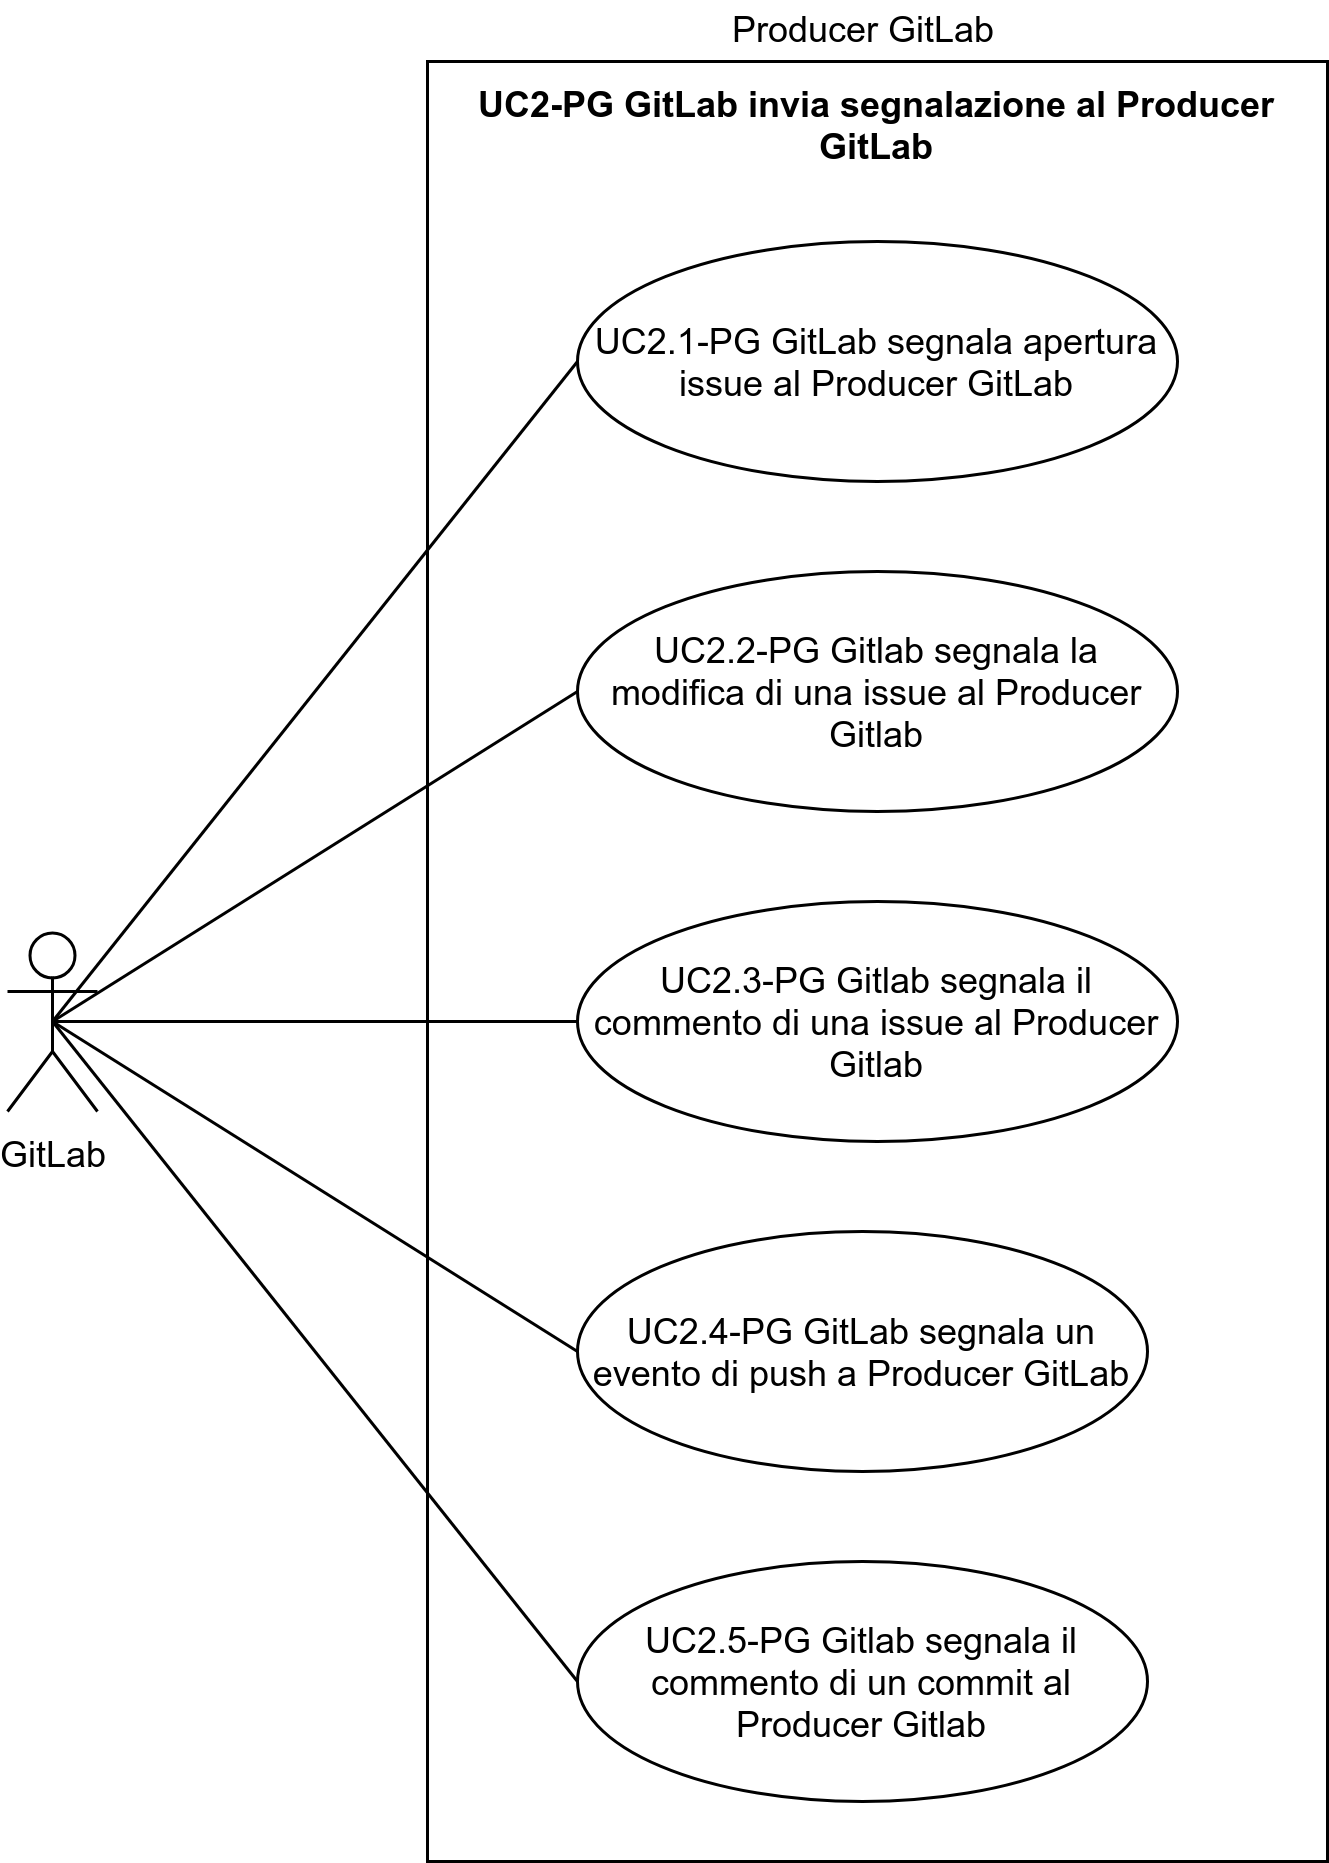 Producer GitLab
UC2-PG GitLab invia segnalazione al Producer
GitLab
UC2.1-PG GitLab segnala apertura
issue al Producer GitLab
UC2.2-PG Gitlab segnala la
modifica di una issue al Producer
Gitlab
UC2.3-PG Gitlab segnala il
commento di una issue al Producer
Gitlab
GitLab
UC2.4-PG GitLab segnala un
evento di push a Producer GitLab
UC2.5-PG Gitlab segnala il
commento di un commit al
Producer Gitlab